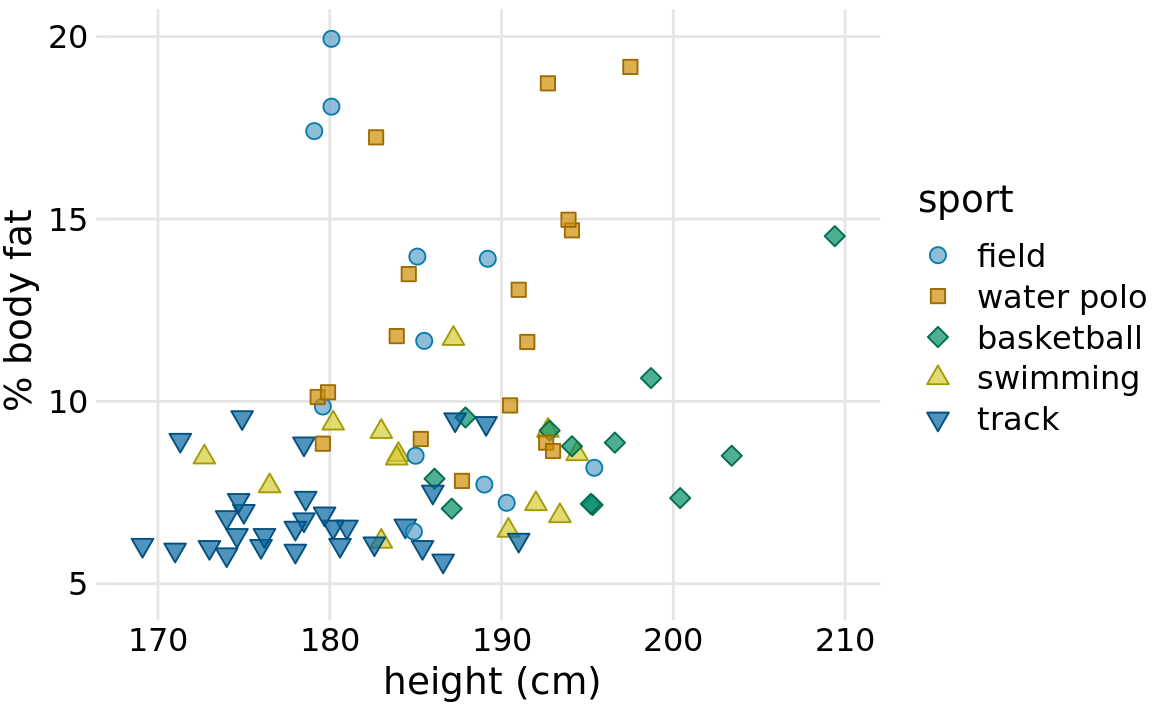 20
15
10
5
% body fat
170 180 190 200 210
height (cm)
sport
field
water polo
basketball
swimming
track